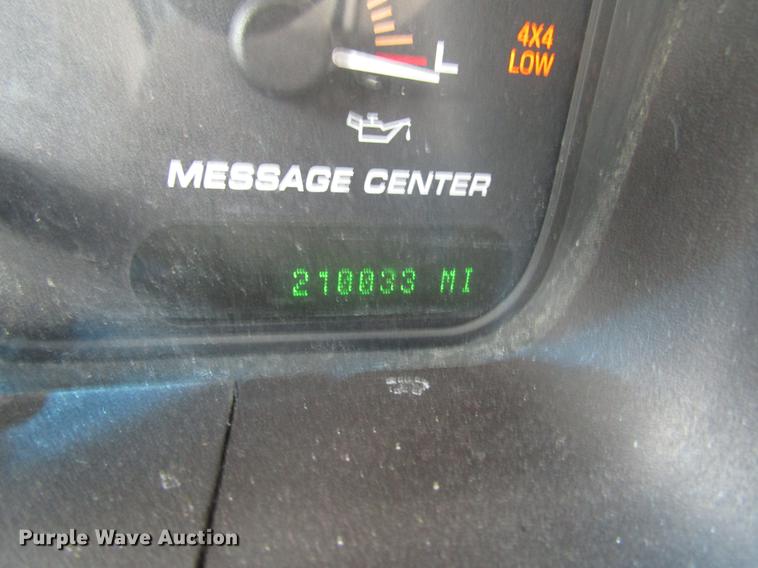 4X4
LOW
L
MESSAGE CENTER
210033 MI
Purple Wave Auction